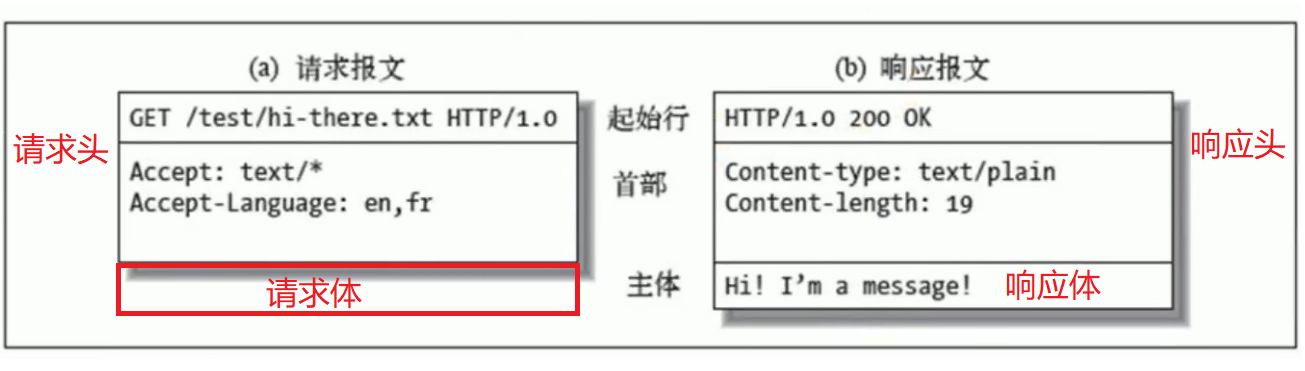 (a) 请求报文
(b) 响应报文
请求头
GET /test/hi-there.txt HTTP/1.0
Accept: text/*
Accept-Language: en,fr
请求体
起始行
首部
主体
HTTP/1.0 200 OK
Content-type: text/plain
Content-length: 19
Hi! I’m a message!
响应体
响应头